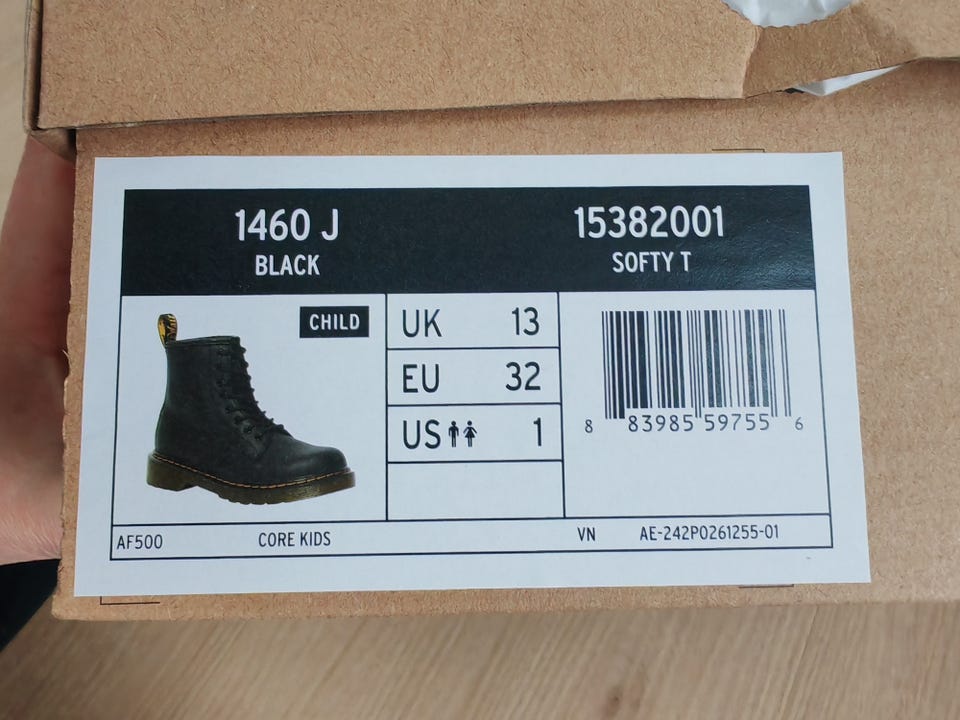 1460 J
BLACK
15382001
SOFTY T
CHILD
UK 13
EU 32
US 1
8 83985 59755 6
AF500 CORE KIDS VN AE-242P0261255-01